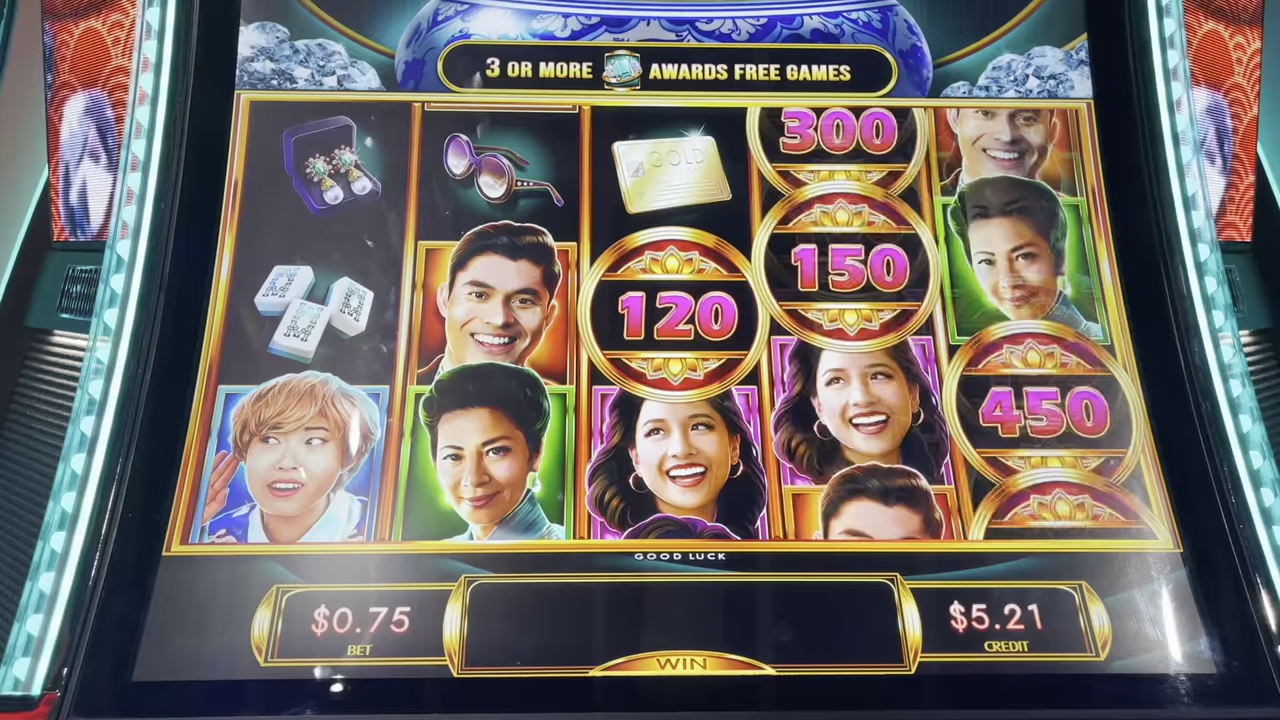 3 OR MORE AWARDS FREE GAMES
300
GOLD
150
120
450
GOOD LUCK
$0.75
BET
WIN
$5.21
CREDIT